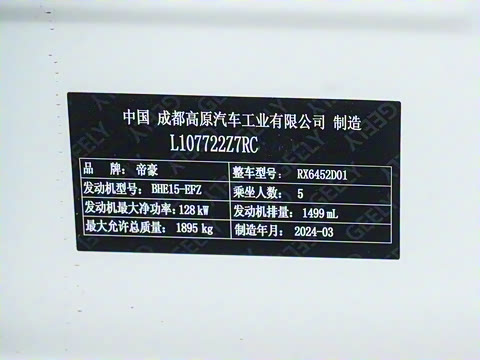 中国 成都高原汽车工业有限公司 制造
L107722Z7RC
品 牌: 帝豪 整车型号: RX6452D01
发动机型号: BHE15-EFZ 乘坐人数: 5
发动机最大净功率: 128 kW 发动机排量: 1499 mL
最大允许总质量: 1895 kg 制造年月: 2024-03
GEELY